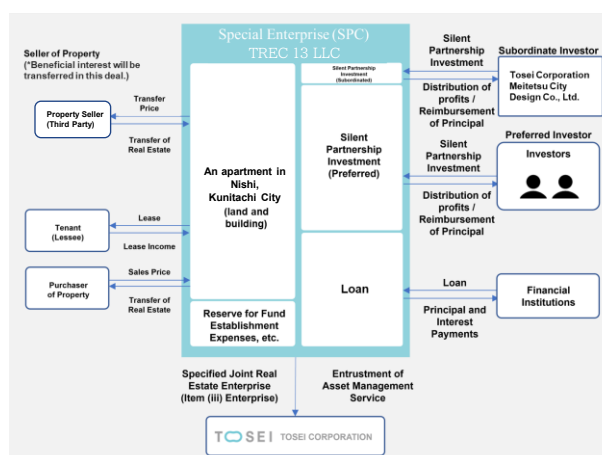 Special Enterprise (SPC)
TREC 13 LLC
Seller of Property
(*Beneficial interest will be
transferred in this deal.)
Property Seller
(Third Party)
Transfer
Price
Transfer of
Real Estate
Tenant
(Lessee)
Lease
Lease Income
Purchaser
of Property
Sales Price
Transfer of
Real Estate
An apartment in
Nishi,
Kunitachi City
(land and
building)
Reserve for Fund
Establishment
Expenses, etc.
Silent Partnership
Investment
(Subordinated)
Silent
Partnership
Investment
(Preferred)
Loan
Silent
Partnership
Investment
Distribution of
profits /
Reimbursement
of Principal
Subordinate Investor
Tosei Corporation
Meitetsu City
Design Co., Ltd.
Silent
Partnership
Investment
Distribution of
profits /
Reimbursement
of Principal
Preferred Investor
Investors
Loan
Principal and
Interest
Payments
Financial
Institutions
Specified Joint Real
Estate Enterprise
(Item (iii) Enterprise)
Entrustment of
Asset Management
Service
TOSEI TOSEI CORPORATION